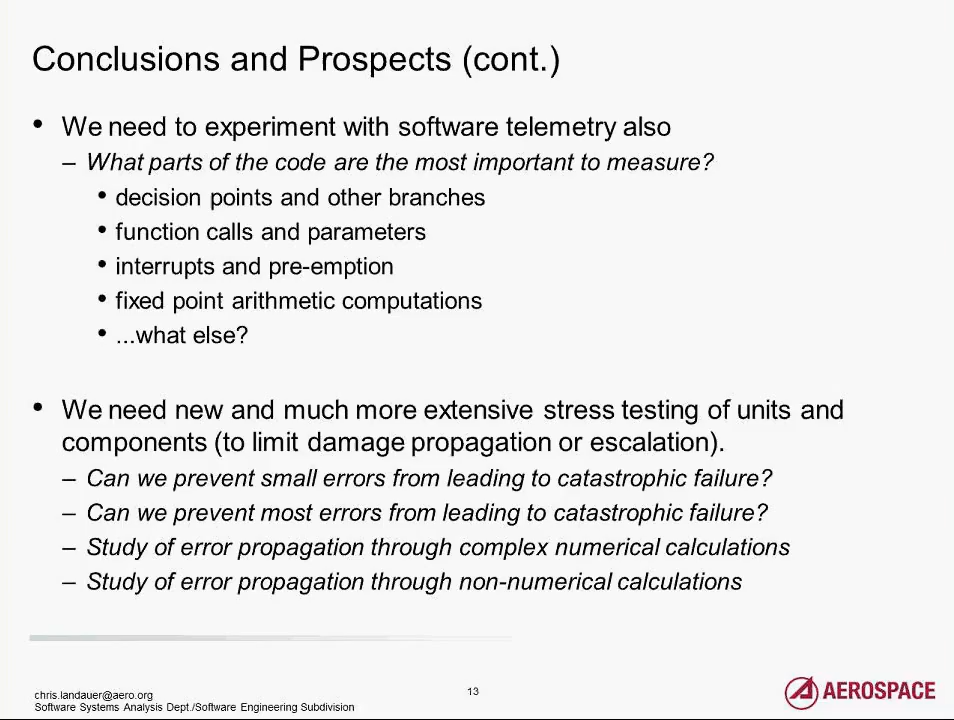 Conclusions and Prospects (cont.)
• We need to experiment with software telemetry also
– What parts of the code are the most important to measure?
• decision points and other branches
• function calls and parameters
• interrupts and pre-emption
• fixed point arithmetic computations
• ...what else?
• We need new and much more extensive stress testing of units and
components (to limit damage propagation or escalation).
– Can we prevent small errors from leading to catastrophic failure?
– Can we prevent most errors from leading to catastrophic failure?
– Study of error propagation through complex numerical calculations
– Study of error propagation through non-numerical calculations
chris.landauer@aero.org
Software Systems Analysis Dept./Software Engineering Subdivision
13
AEROSPACE